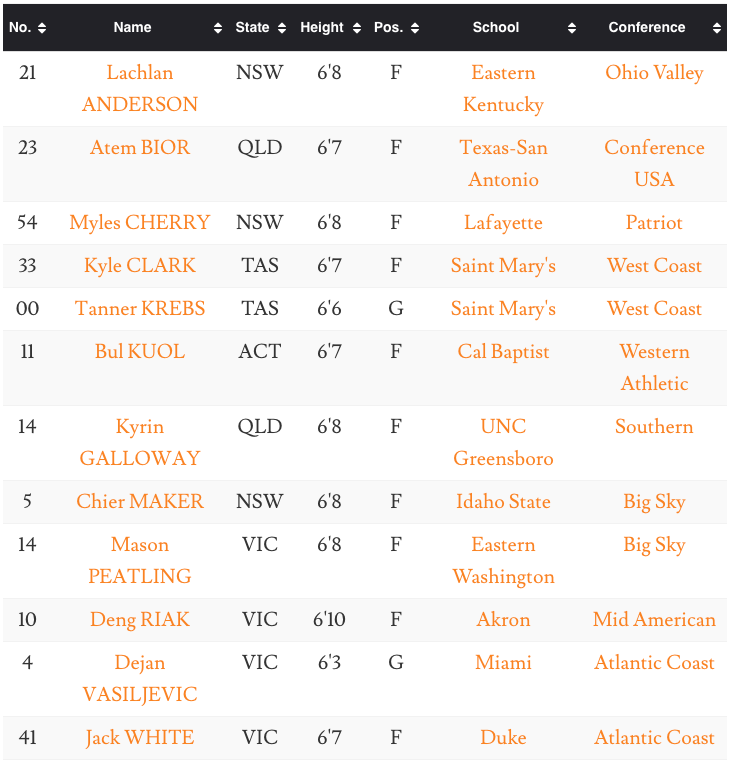 No. Name State Height Pos. School Conference
21 Lachlan NSW 6'8 F Eastern Ohio Valley
ANDERSON Kentucky
23 Atem BIOR QLD 6'7 F Texas-San Conference
Antonio USA
54 Myles CHERRY NSW 6'8 F Lafayette Patriot
33 Kyle CLARK TAS 6'7 F Saint Mary's West Coast
00 Tanner KREBS TAS 6'6 G Saint Mary's West Coast
11 Bul KUOL ACT 6'7 F Cal Baptist Western
Athletic
14 Kyrin QLD 6'8 F UNC Southern
GALLOWAY Greensboro
5 Chier MAKER NSW 6'8 F Idaho State Big Sky
14 Mason VIC 6'8 F Eastern Big Sky
PEATLING Washington
10 Deng RIAK VIC 6'10 F Akron Mid American
4 Dejan VIC 6'3 G Miami Atlantic Coast
VASILJEVIC
41 Jack WHITE VIC 6'7 F Duke Atlantic Coast